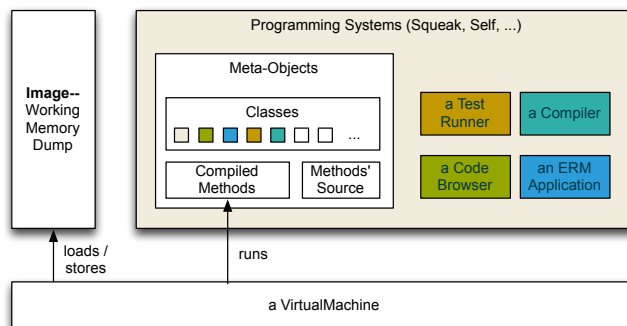 Programming Systems (Squeak, Self, ...)
Image--
Working
Memory
Dump
Meta-Objects
Classes
...
Compiled
Methods
Methods'
Source
a Test
Runner
a Compiler
a Code
Browser
an ERM
Application
loads /
stores
runs
a VirtualMachine